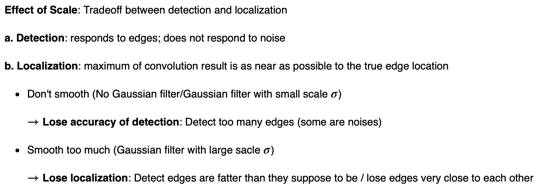 Effect of Scale: Tradeoff between detection and localization
a. Detection: responds to edges; does not respond to noise
b. Localization: maximum of convolution result is as near as possible to the true edge location
• Don't smooth (No Gaussian filter/Gaussian filter with small scale σ)
→ Lose accuracy of detection: Detect too many edges (some are noises)
• Smooth too much (Gaussian filter with large sacle σ)
→ Lose localization: Detect edges are fatter than they suppose to be / lose edges very close to each other